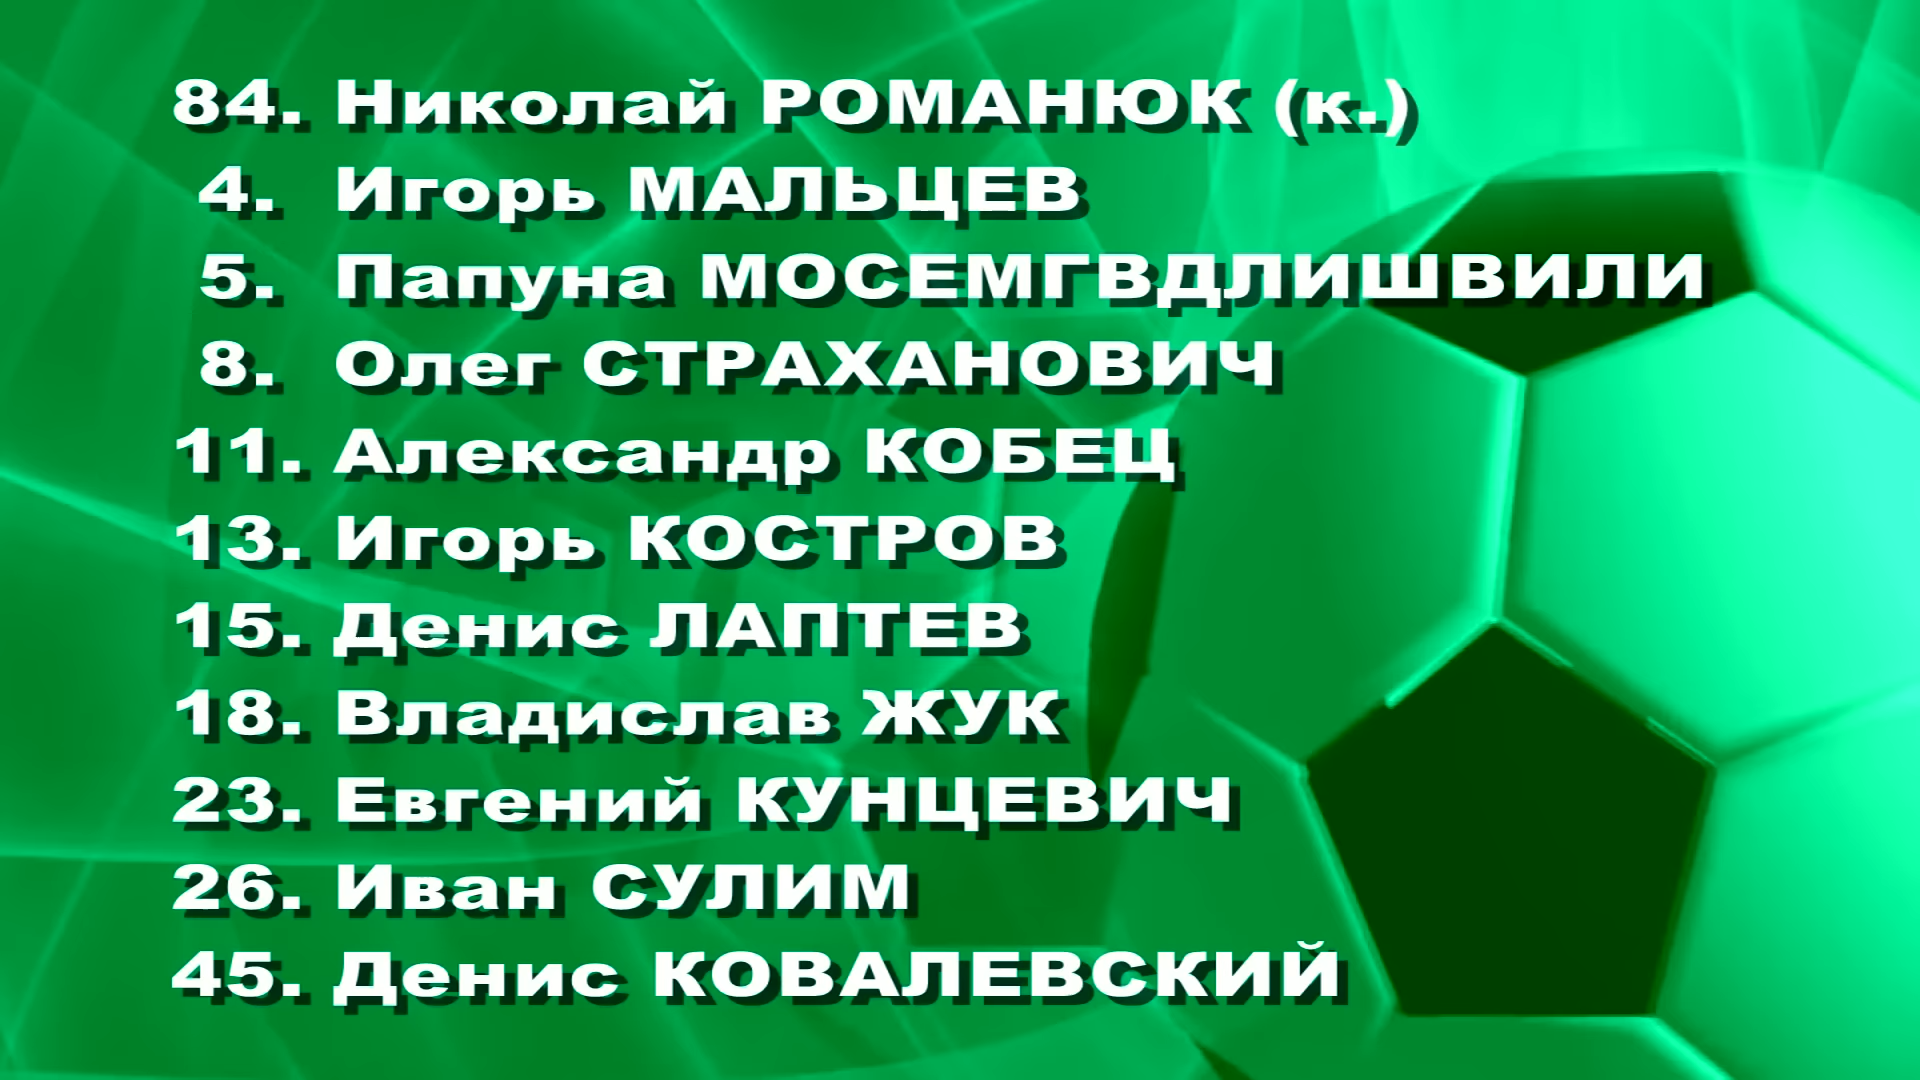 84. Николай РОМАНЮК (к.)
4. Игорь МАЛЬЦЕВ
5. Папуна МОСЕМГВДЛИШВИЛИ
8. Олег СТРАХАНОВИЧ
11. Александр КОБЕЦ
13. Игорь КОСТРОВ
15. Денис ЛАПТЕВ
18. Владислав ЖУК
23. Евгений КУНЦЕВИЧ
26. Иван СУЛИМ
45. Денис КОВАЛЕВСКИЙ